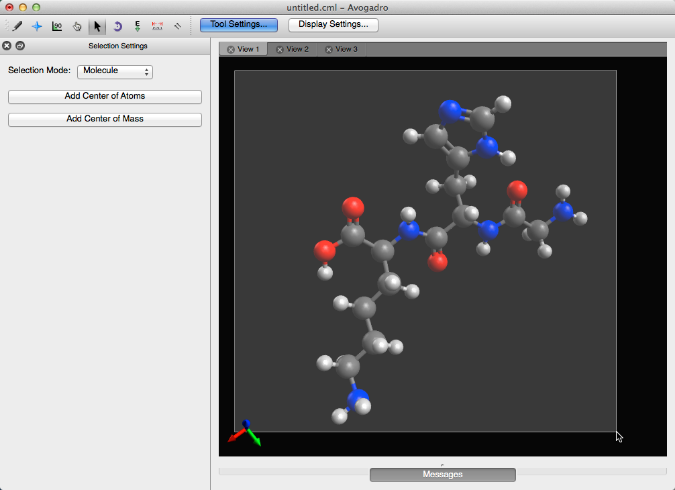 untitled.cml – Avogadro
Tool Settings...
Display Settings...
Selection Settings
View 1
View 2
View 3
Selection Mode: Molecule
Add Center of Atoms
Add Center of Mass
Messages